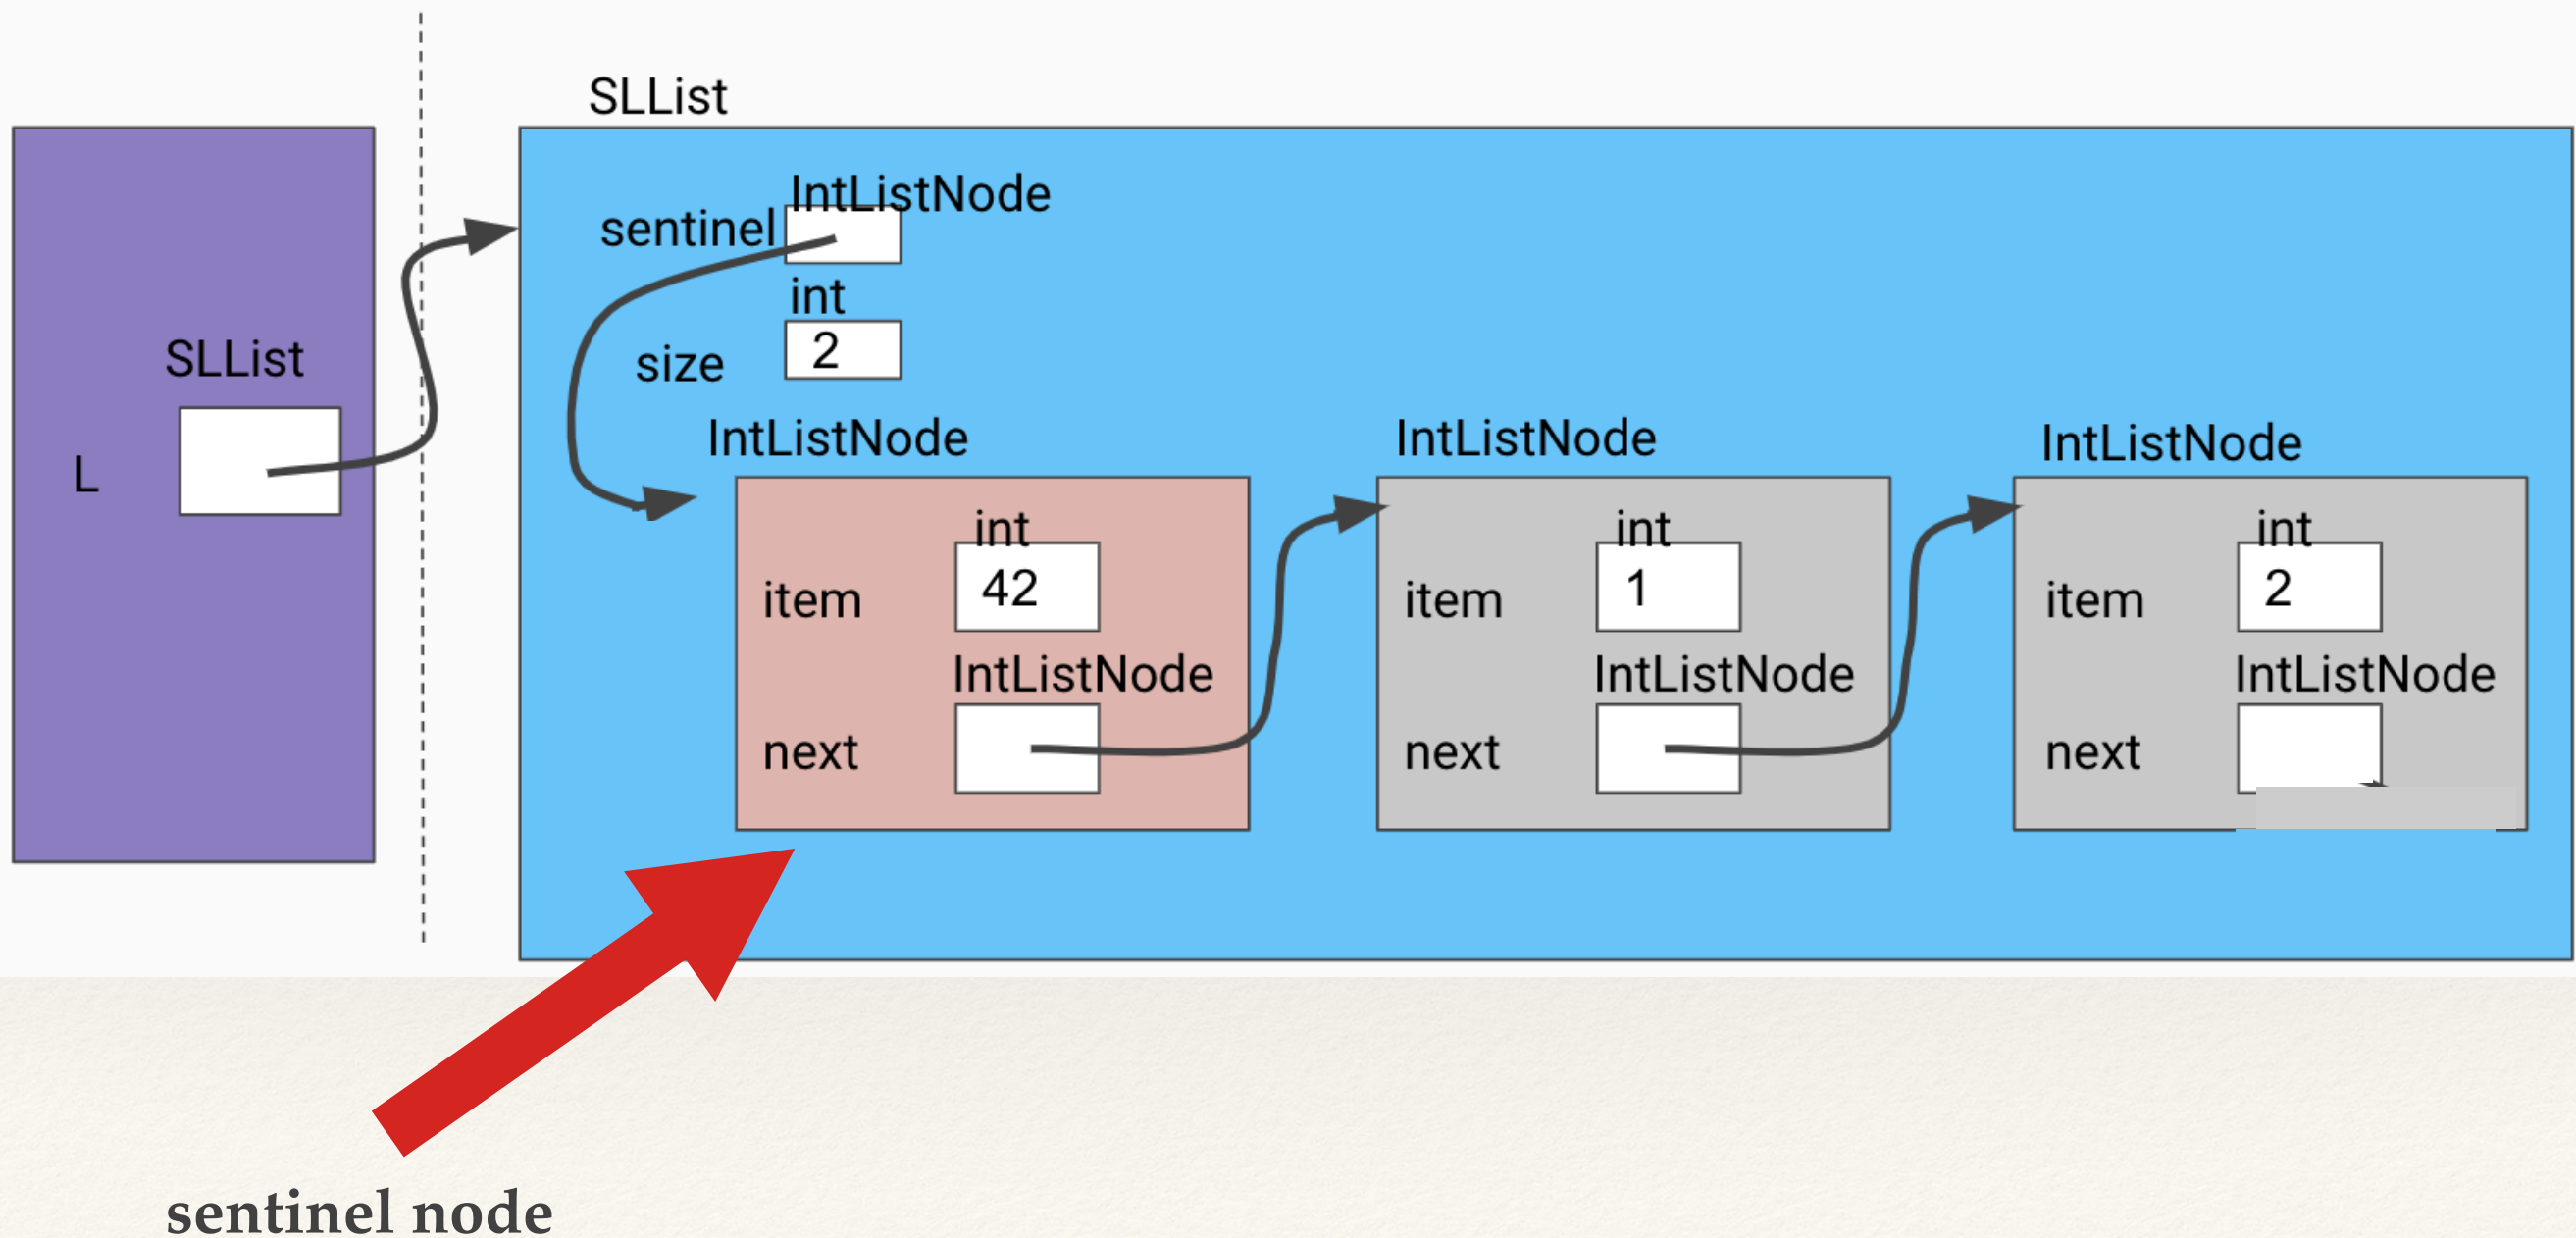 SLList
L
SLList
sentinel
IntListNode
int
size
2
IntListNode
int
item
42
IntListNode
next
IntListNode
int
item
1
IntListNode
next
IntListNode
int
item
2
IntListNode
next
sentinel node